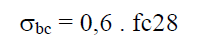 σbc = 0,6 . fc28